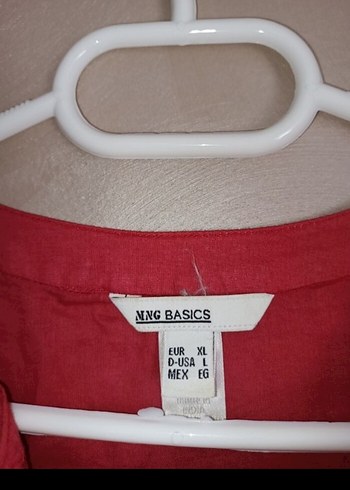 MNG BASICS
EUR XL
D-USA L
MEX EG